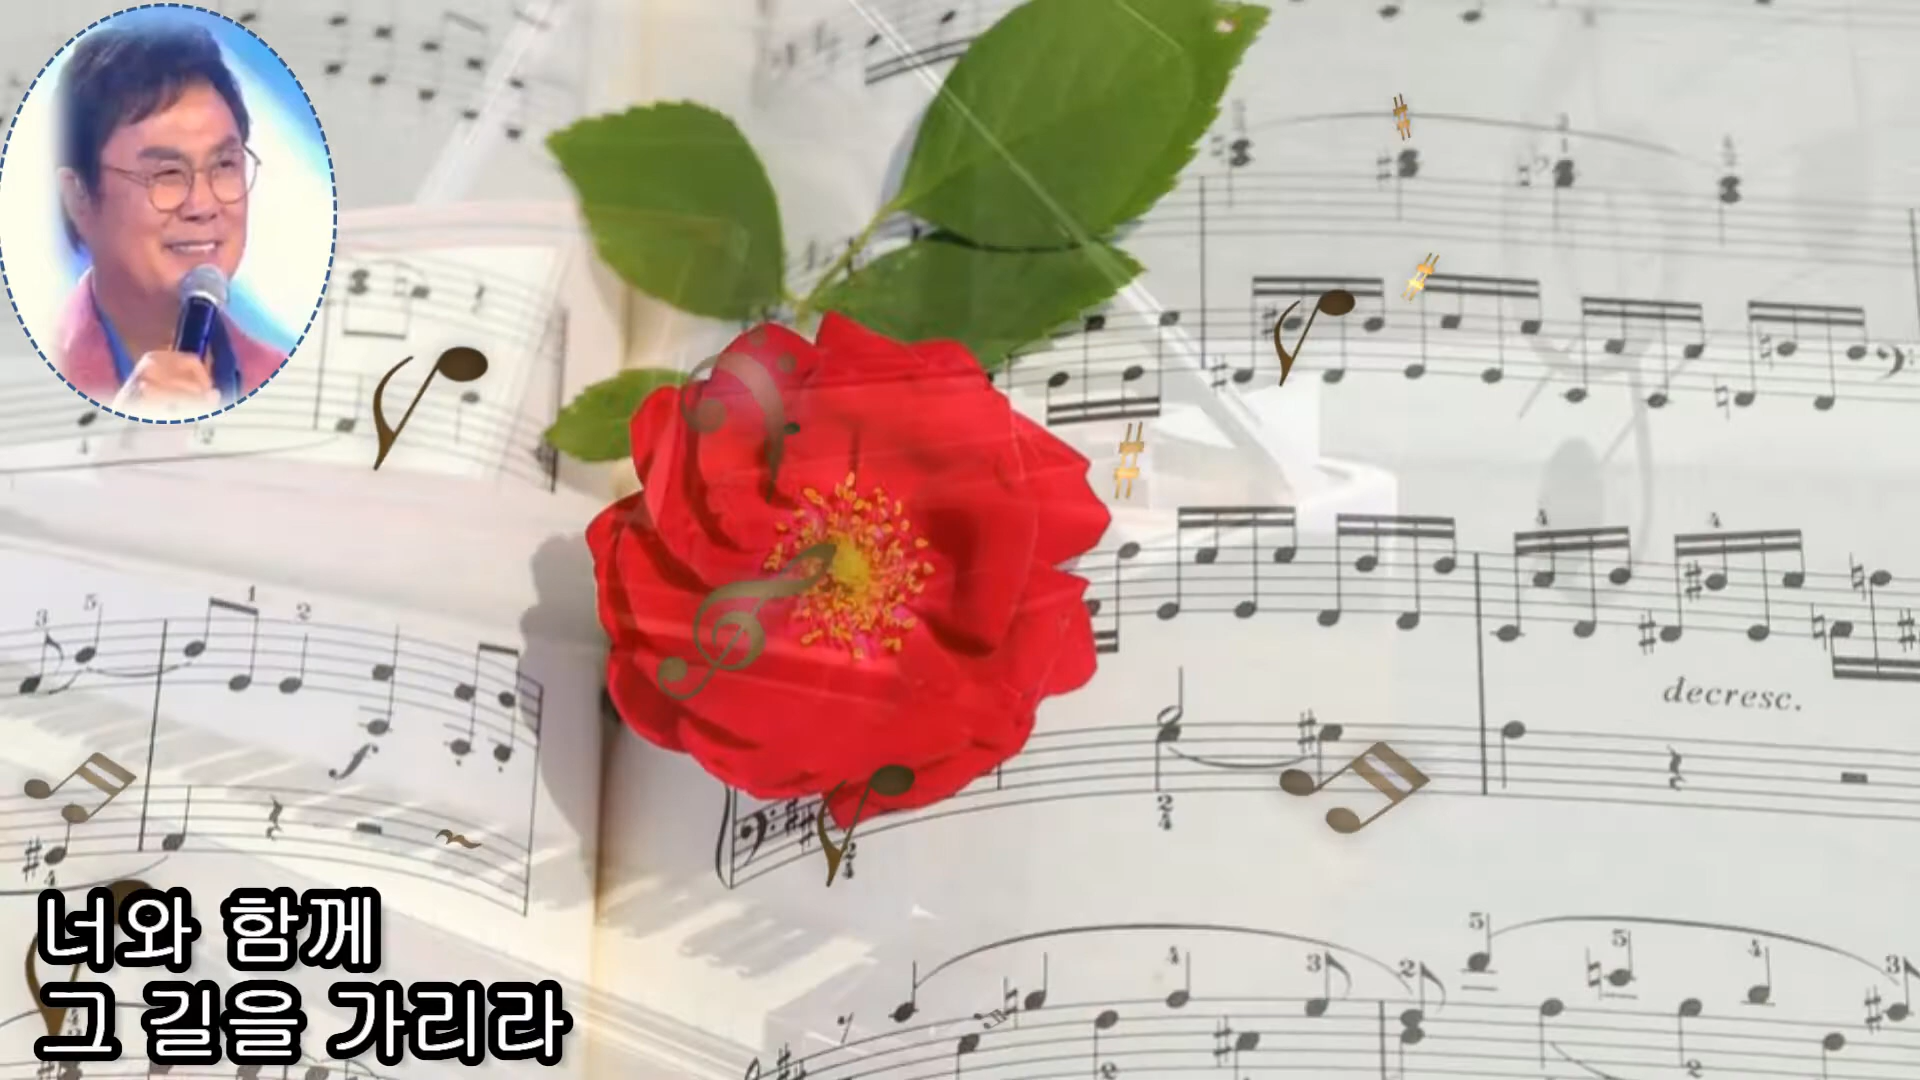 너와 함께
그 길을 가리라
decresc.